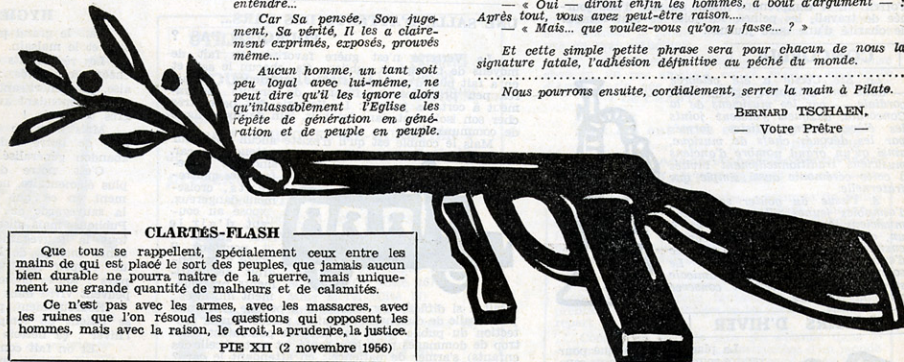 entendre...
Car Sa pensée, Son juge-
ment, Sa vérité, Il les a claire-
ment exprimés, exposés, prouvés
même...
Aucun homme, un tant soit
peu loyal avec lui-même, ne
peut dire qu'il les ignore alors
qu'inlassablement l'Eglise les
répète de génération en géné-
ration et de peuple en peuple.
— « Oui — diront enfin les hommes, à bout d'argument — !
Après tout, vous avez peut-être raison....
— « Mais... que voulez-vous qu'on y fasse... ? »
Et cette simple petite phrase sera pour chacun de nous la
signature fatale, l'adhésion définitive au péché du monde.
Nous pourrons ensuite, cordialement, serrer la main à Pilate.
BERNARD TSCHAEN,
— Votre Prêtre —
CLARTÉS-FLASH
Que tous se rappellent, spécialement ceux entre les
mains de qui est placé le sort des peuples, que jamais aucun
bien durable ne pourra naître de la guerre, mais unique-
ment une grande quantité de malheurs et de calamités.
Ce n'est pas avec les armes, avec les massacres, avec
les ruines que l'on résoud les questions qui opposent les
hommes, mais avec la raison, le droit, la prudence, la justice.
PIE XII (2 novembre 1956)